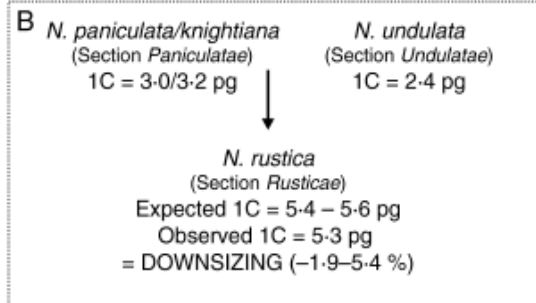 B
N. paniculata/knightiana
(Section Paniculatae)
1C = 3·0/3·2 pg
N. undulata
(Section Undulatae)
1C = 2·4 pg
N. rustica
(Section Rusticae)
Expected 1C = 5·4 – 5·6 pg
Observed 1C = 5·3 pg
= DOWNSIZING (–1·9–5·4 %)